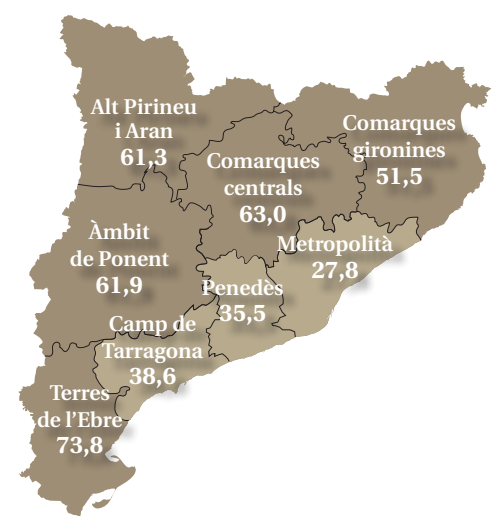 Alt Pirineu
i Aran
61,3
Comarques
gironines
51,5
Comarques
centrals
63,0
Àmbit
de Ponent
61,9
Metropolità
27,8
Penedès
35,5
Camp de
Tarragona
38,6
Terres
de l’Ebre
73,8